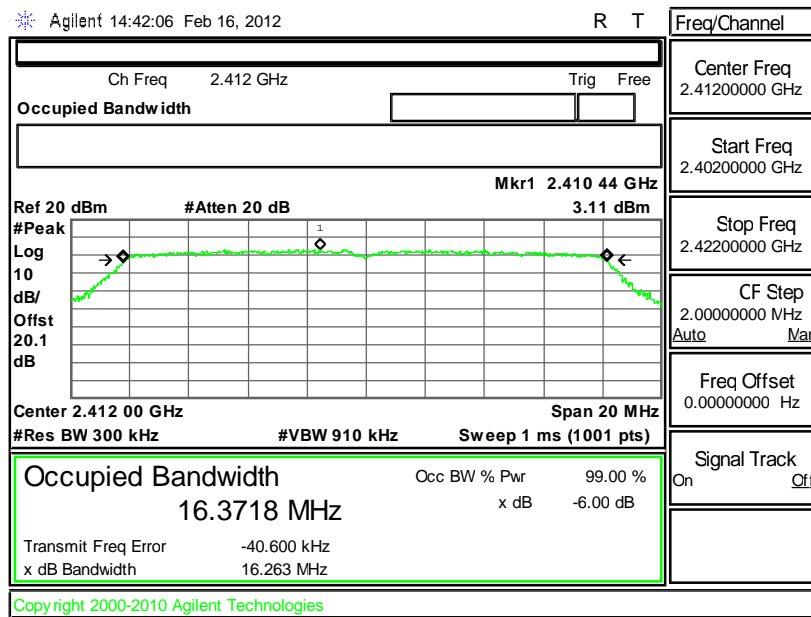 Agilent 14:42:06 Feb 16, 2012 R T
Freq/Channel
Ch Freq 2.412 GHz Trig Free
Occupied Bandwidth
Center Freq
2.41200000 GHz
Start Freq
2.40200000 GHz
Stop Freq
2.42200000 GHz
CF Step
2.00000000 MHz
Auto Man
Freq Offset
0.00000000 Hz
Signal Track
On Off
Mkr1 2.410 44 GHz
Ref 20 dBm #Atten 20 dB 3.11 dBm
#Peak
Log
10
dB/
Offst
20.1
dB
1
Center 2.412 00 GHz Span 20 MHz
#Res BW 300 kHz #VBW 910 kHz Sweep 1 ms (1001 pts)
Occupied Bandwidth Occ BW % Pwr 99.00 %
16.3718 MHz x dB -6.00 dB
Transmit Freq Error -40.600 kHz
x dB Bandwidth 16.263 MHz
Copyright 2000-2010 Agilent Technologies